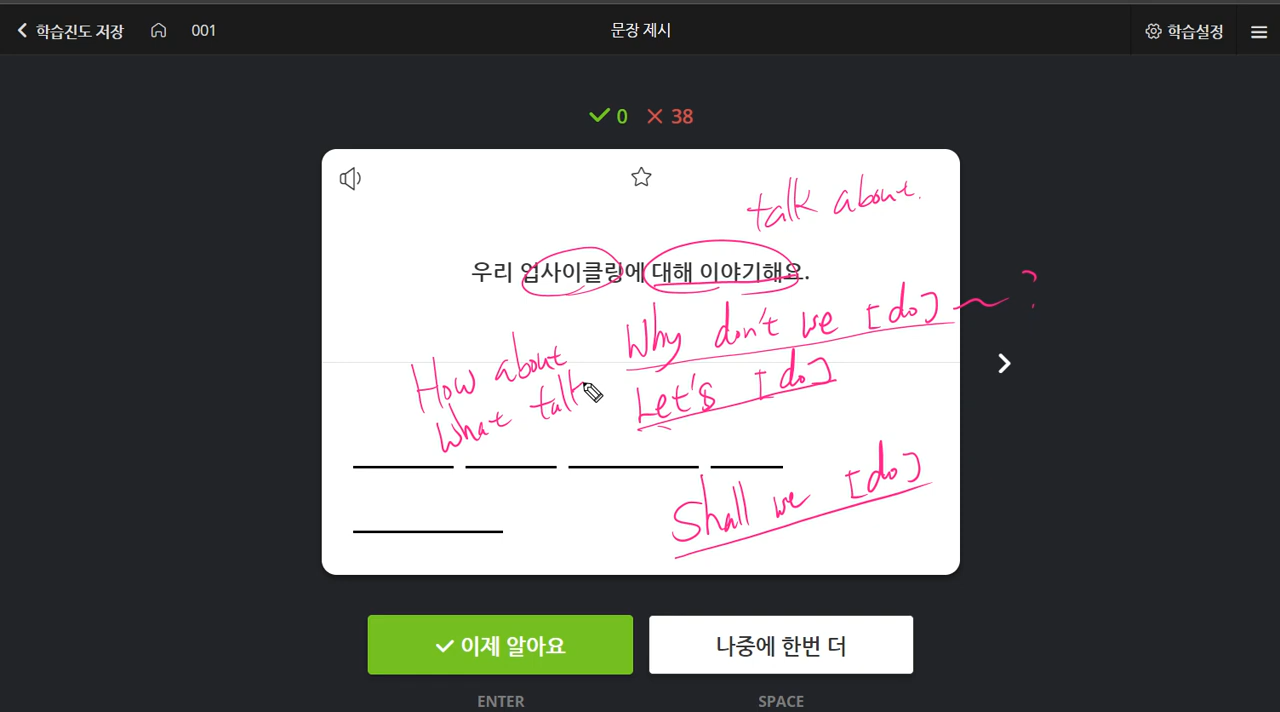 학습진도 저장 001 문장 제시 학습설정
0 38
talk about.
우리 업사이클링에 대해 이야기해요.
Why don't we [do] ~ ?
How about
Let's [do]
What talk
Shall we [do]
이제 알아요 나중에 한번 더
ENTER SPACE